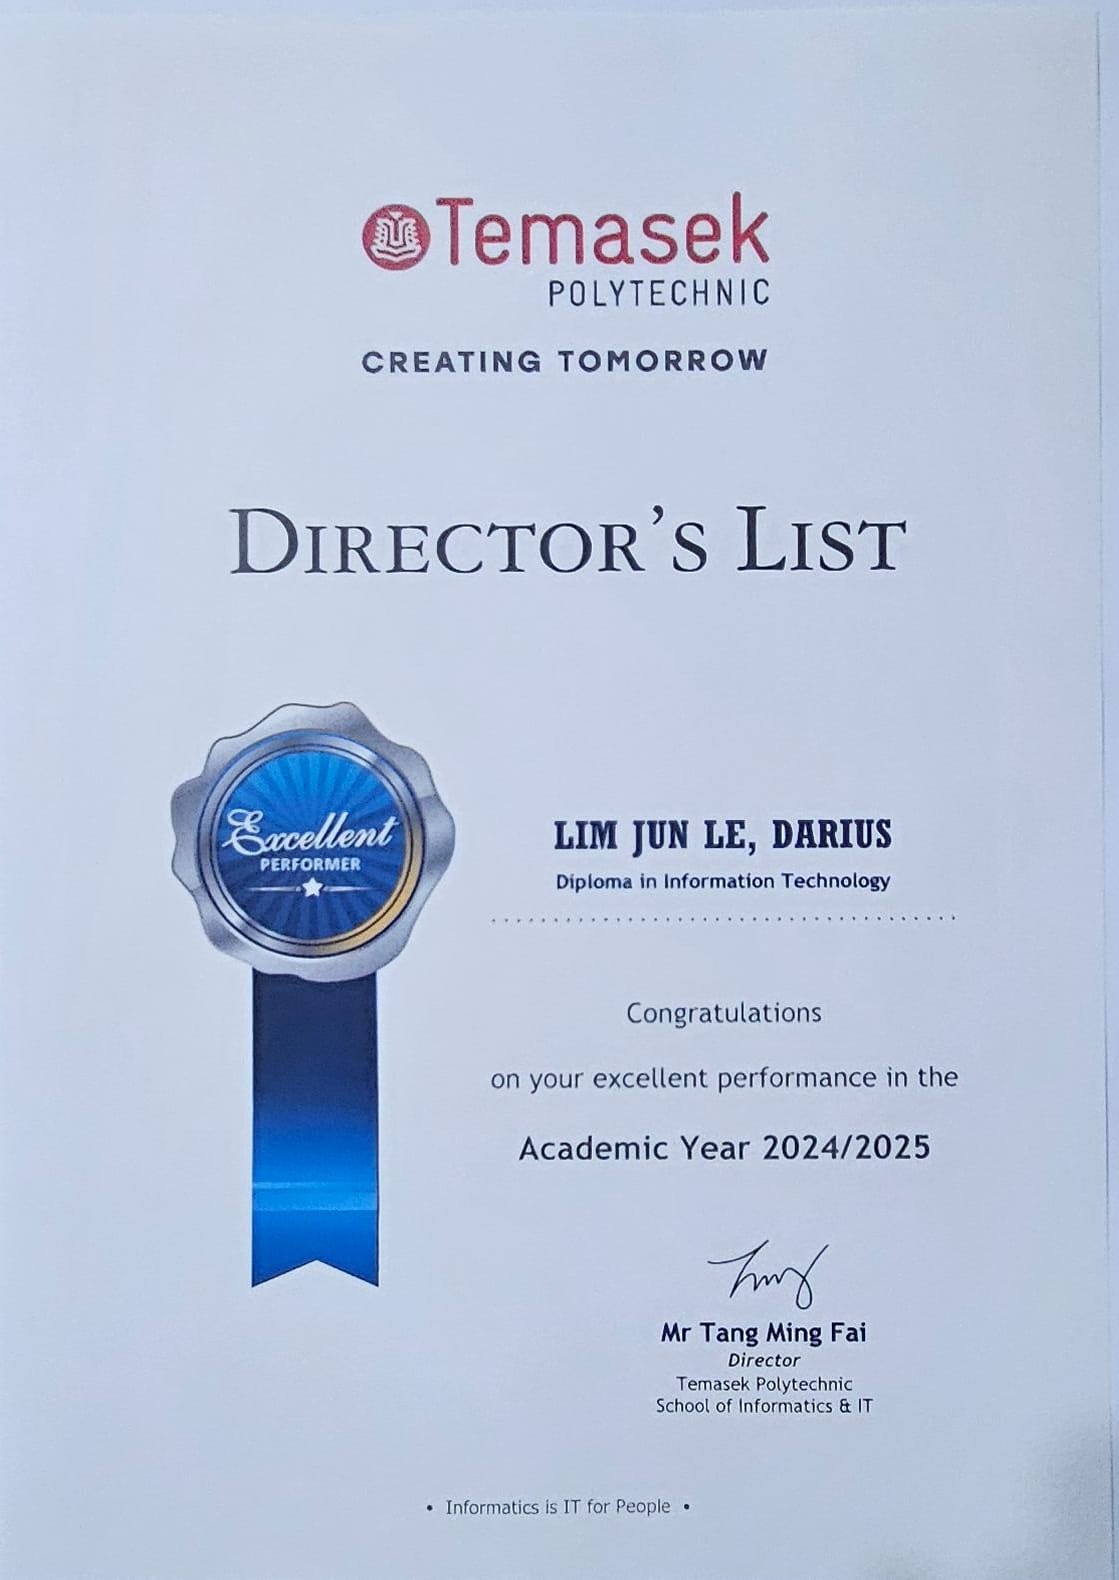 Temasek
POLYTECHNIC
CREATING TOMORROW
DIRECTOR'S LIST
Excellent
PERFORMER
LIM JUN LE, DARIUS
Diploma in Information Technology
Congratulations
on your excellent performance in the
Academic Year 2024/2025
Mr Tang Ming Fai
Director
Temasek Polytechnic
School of Informatics & IT
• Informatics is IT for People •